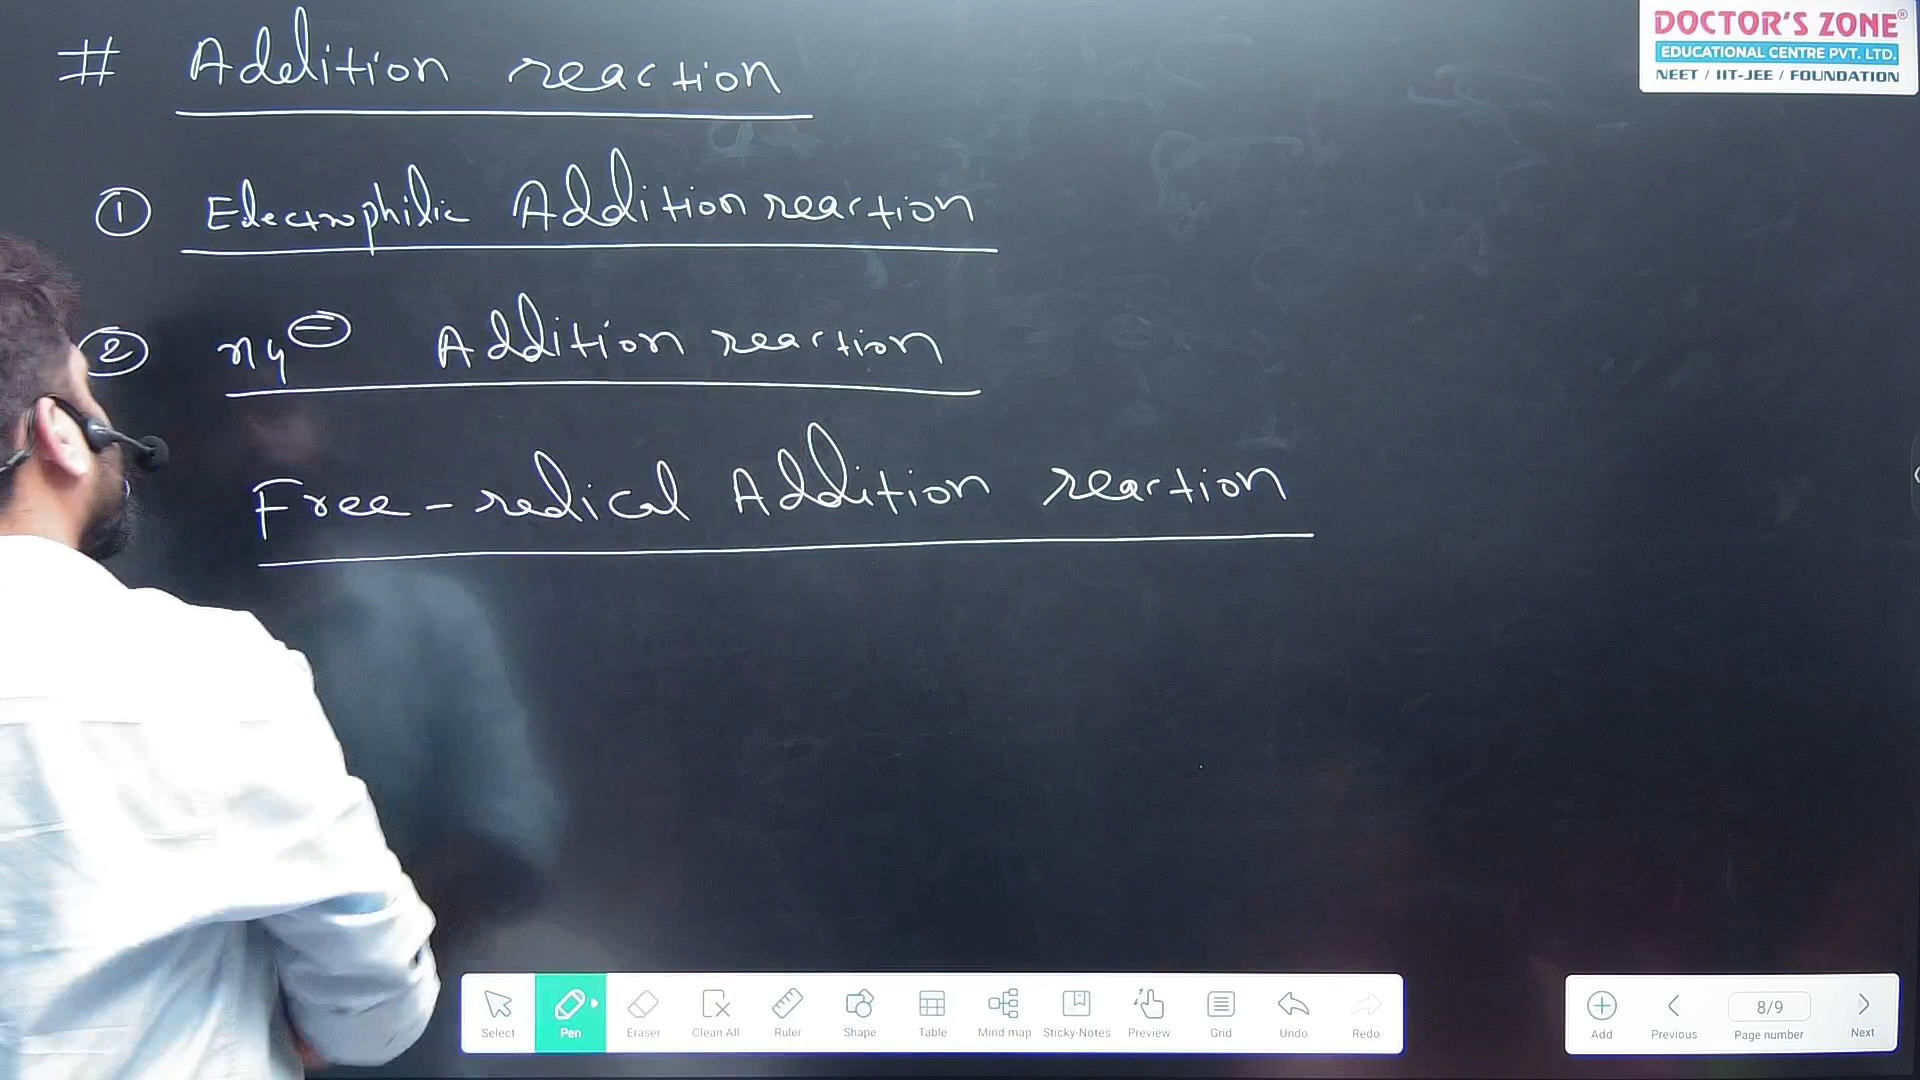 # Addition reaction
① Electrophilic Addition reaction
② Nu⊖ Addition reaction
Free-redical Addition reaction
DOCTOR'S ZONE®
EDUCATIONAL CENTRE PVT. LTD.
NEET / IIT-JEE / FOUNDATION
Select Pen Eraser Clean All Ruler Shape Table Mind map Sticky-Notes Preview Grid Undo Redo
8/9
Add Previous Page number Next